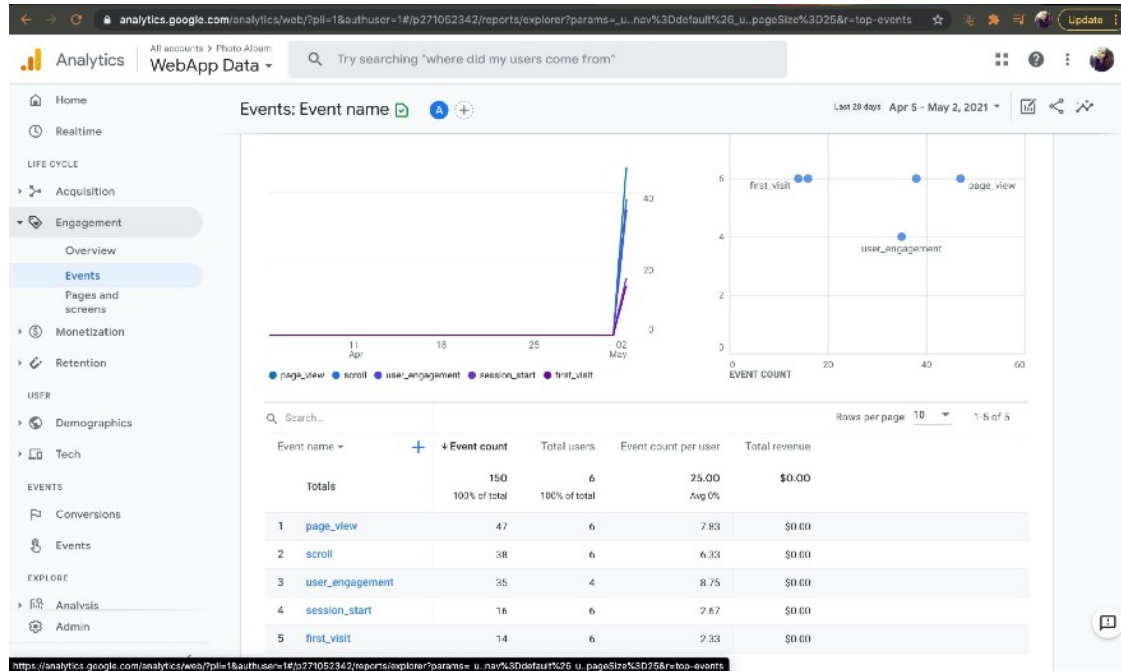 analytics.google.com/analytics/web/?pli=1&authuser=1#/p271052342/reports/explorer?params=_u..nav%3Ddefault%26_u..pageSize%3D25&r=top-events
Update
Analytics
All accounts > Photo Album
WebApp Data
Try searching "where did my users come from"
Home
Realtime
LIFE CYCLE
Acquisition
Engagement
Overview
Events
Pages and
screens
Monetization
Retention
USER
Demographics
Tech
EVENTS
Conversions
Events
EXPLORE
Analysis
Admin
Events: Event name
A
Last 28 days Apr 5 - May 2, 2021
40
20
0
11
Apr
18
25
02
May
page_view scroll user_engagement session_start first_visit
6
4
2
0
first_visit
page_view
user_engagement
0 20 40 60
EVENT COUNT
Search...
Rows per page: 10 1-5 of 5
Event name + ↓ Event count Total users Event count per user Total revenue
Totals 150 6 25.00 $0.00
100% of total 100% of total Avg 0%
1 page_view 47 6 7.83 $0.00
2 scroll 38 6 6.33 $0.00
3 user_engagement 35 4 8.75 $0.00
4 session_start 16 6 2.67 $0.00
5 first_visit 14 6 2.33 $0.00
https://analytics.google.com/analytics/web/?pli=1&authuser=1#/p271052342/reports/explorer?params=_u..nav%3Ddefault%26_u..pageSize%3D25&r=top-events